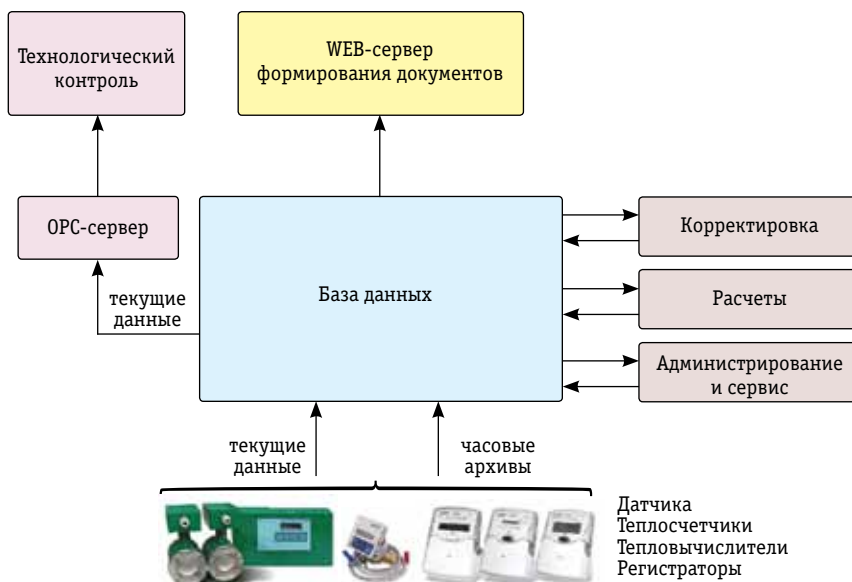 Технологический
контроль
WEB-сервер
формирования документов
OPC-сервер
База данных
Корректировка
Расчеты
Администрирование
и сервис
текущие
данные
текущие
данные
часовые
архивы
Датчика
Теплосчетчики
Тепловычислители
Регистраторы